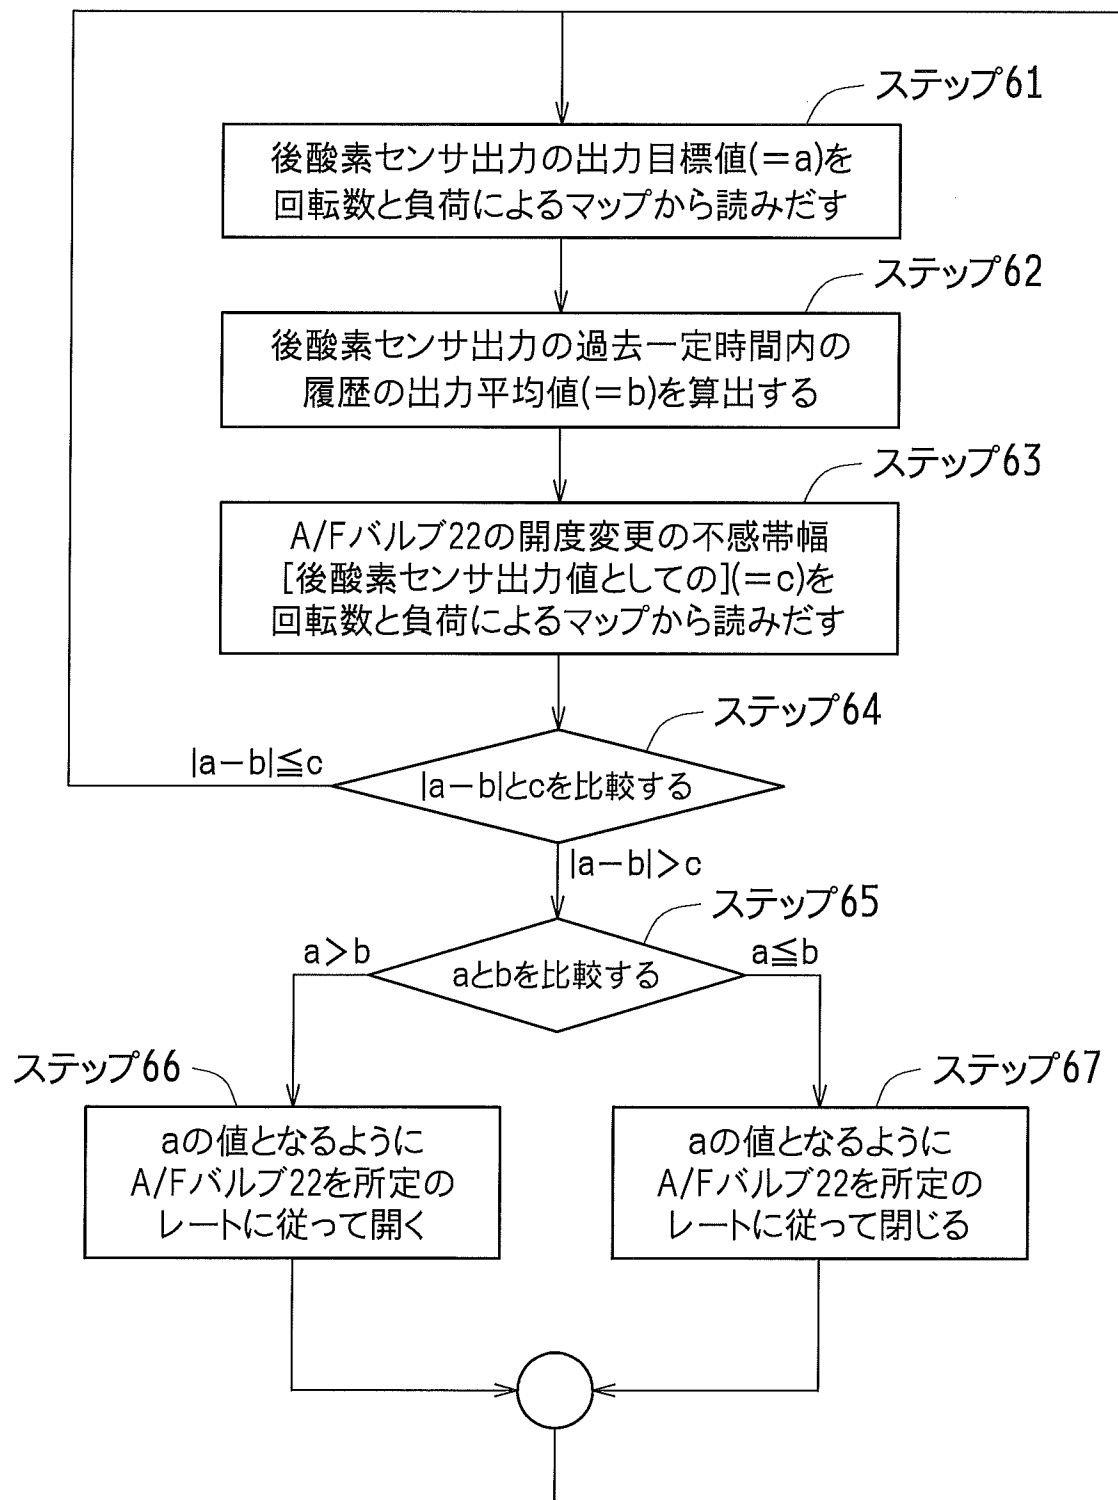 ステップ61
後酸素センサ出力の出力目標値(=a)を
回転数と負荷によるマップから読みだす
ステップ62
後酸素センサ出力の過去一定時間内の
履歴の出力平均値(=b)を算出する
ステップ63
A/Fバルブ22の開度変更の不感帯幅
[後酸素センサ出力値としての](=c)を
回転数と負荷によるマップから読みだす
ステップ64
|a-b|≦c
|a-b|とcを比較する
|a-b|>c
ステップ65
a>b
aとbを比較する
a≦b
ステップ66
ステップ67
aの値となるように
A/Fバルブ22を所定の
レートに従って開く
aの値となるように
A/Fバルブ22を所定の
レートに従って閉じる